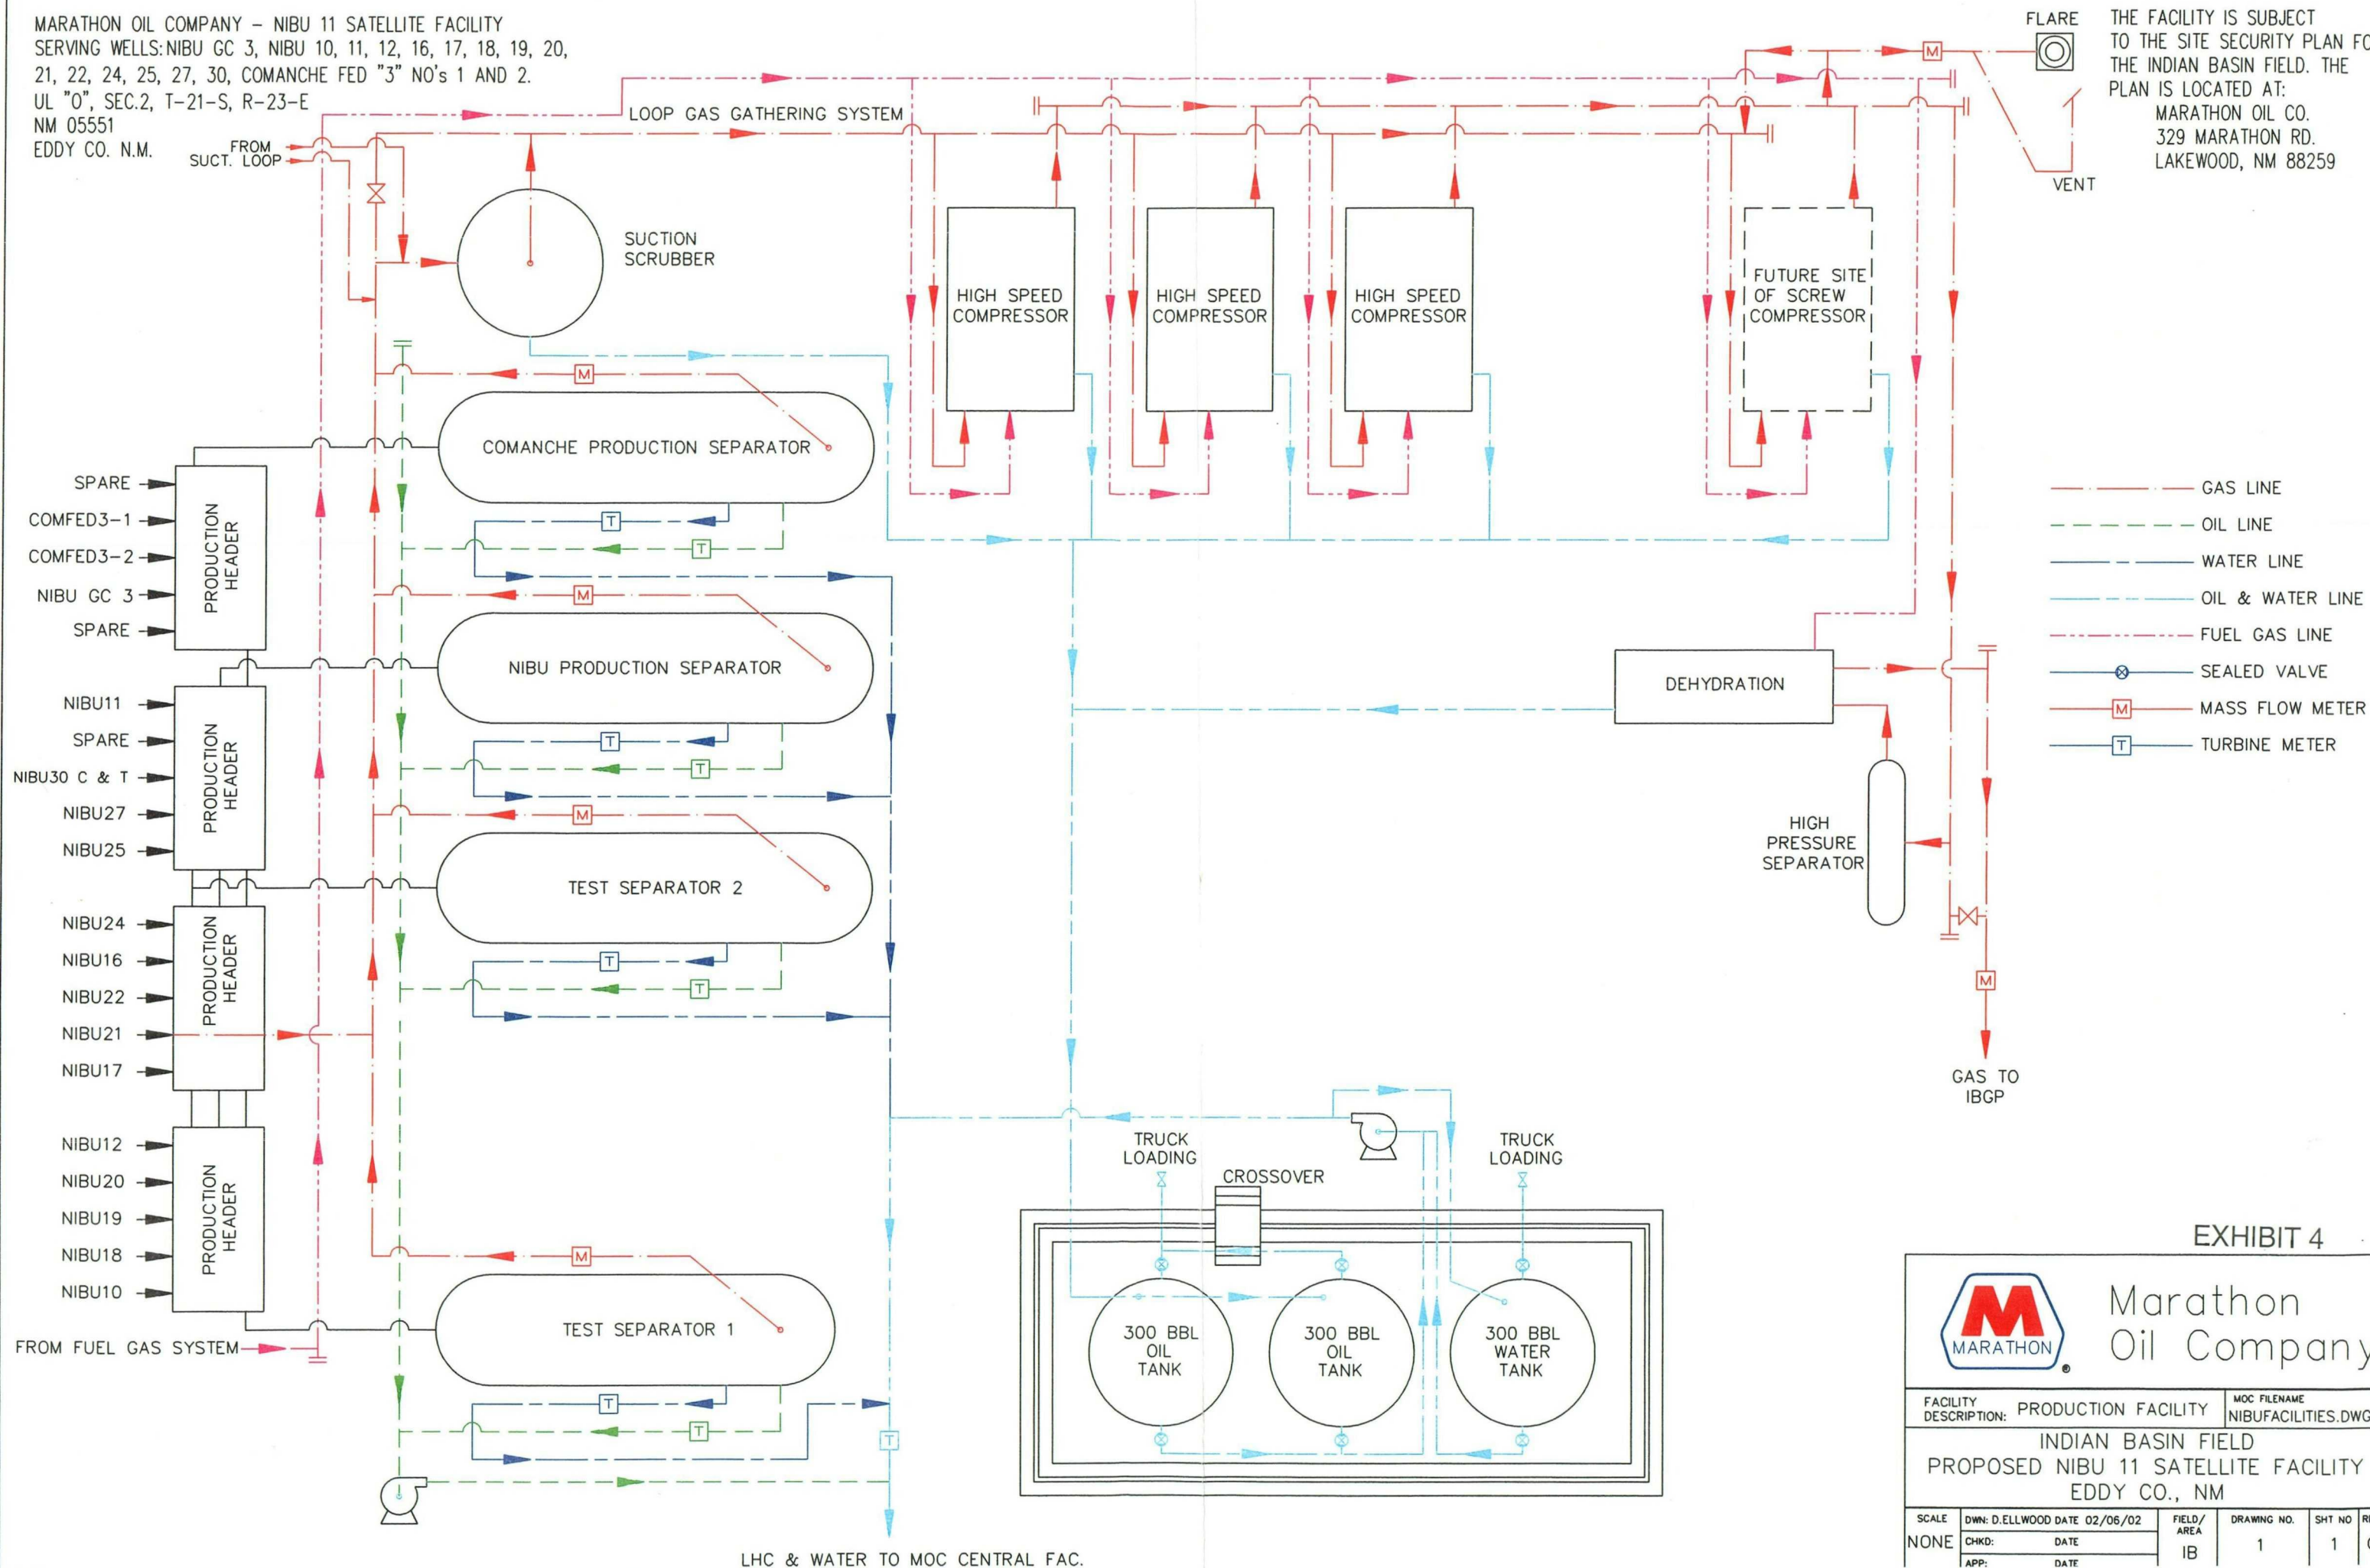 MARATHON OIL COMPANY – NIBU 11 SATELLITE FACILITY
SERVING WELLS: NIBU GC 3, NIBU 10, 11, 12, 16, 17, 18, 19, 20,
21, 22, 24, 25, 27, 30, COMANCHE FED "3" NO's 1 AND 2.
UL "O", SEC.2, T-21-S, R-23-E
NM 05551
EDDY CO. N.M.
FROM
SUCT. LOOP
LOOP GAS GATHERING SYSTEM
FLARE
VENT
M
THE FACILITY IS SUBJECT
TO THE SITE SECURITY PLAN FO
THE INDIAN BASIN FIELD. THE
PLAN IS LOCATED AT:
MARATHON OIL CO.
329 MARATHON RD.
LAKEWOOD, NM 88259
SUCTION
SCRUBBER
HIGH SPEED
COMPRESSOR
HIGH SPEED
COMPRESSOR
HIGH SPEED
COMPRESSOR
FUTURE SITE
OF SCREW
COMPRESSOR
M
COMANCHE PRODUCTION SEPARATOR
T
T
SPARE
COMFED3-1
COMFED3-2
NIBU GC 3
SPARE
PRODUCTION
HEADER
M
NIBU PRODUCTION SEPARATOR
T
T
NIBU11
SPARE
NIBU30 C & T
NIBU27
NIBU25
PRODUCTION
HEADER
M
TEST SEPARATOR 2
T
T
NIBU24
NIBU16
NIBU22
NIBU21
NIBU17
PRODUCTION
HEADER
NIBU12
NIBU20
NIBU19
NIBU18
NIBU10
PRODUCTION
HEADER
M
TEST SEPARATOR 1
T
T
T
FROM FUEL GAS SYSTEM
LHC & WATER TO MOC CENTRAL FAC.
GAS LINE
OIL LINE
WATER LINE
OIL & WATER LINE
FUEL GAS LINE
SEALED VALVE
M MASS FLOW METER
T TURBINE METER
DEHYDRATION
HIGH
PRESSURE
SEPARATOR
M
GAS TO
IBGP
TRUCK
LOADING
CROSSOVER
TRUCK
LOADING
300 BBL
OIL
TANK
300 BBL
OIL
TANK
300 BBL
WATER
TANK
EXHIBIT 4
M
MARATHON
®
Marathon
Oil Company
FACILITY
DESCRIPTION: PRODUCTION FACILITY
MOC FILENAME
NIBUFACILITIES.DWG
INDIAN BASIN FIELD
PROPOSED NIBU 11 SATELLITE FACILITY
EDDY CO., NM
SCALE
NONE
DWN: D.ELLWOOD DATE 02/06/02
CHKD: DATE
APP: DATE
FIELD/
AREA
IB
DRAWING NO.
1
SHT NO
1